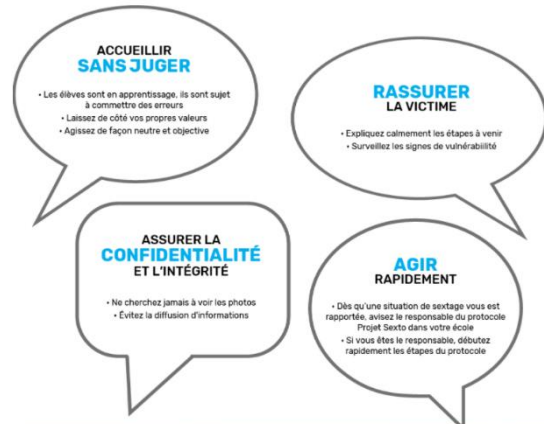 ACCUEILLIR
SANS JUGER
• Les élèves sont en apprentissage, ils sont sujet
à commettre des erreurs
• Laissez de côté vos propres valeurs
• Agissez de façon neutre et objective
RASSURER
LA VICTIME
• Expliquez calmement les étapes à venir
• Surveillez les signes de vulnérabiilité
ASSURER LA
CONFIDENTIALITÉ
ET L'INTÉGRITÉ
• Ne cherchez jamais à voir les photos
• Évitez la diffusion d'informations
AGIR
RAPIDEMENT
• Dès qu'une situation de sextage vous est
rapportée, avisez le responsable du protocole
Projet Sexto dans votre école
• Si vous êtes le responsable, débutez
rapidement les étapes du protocole